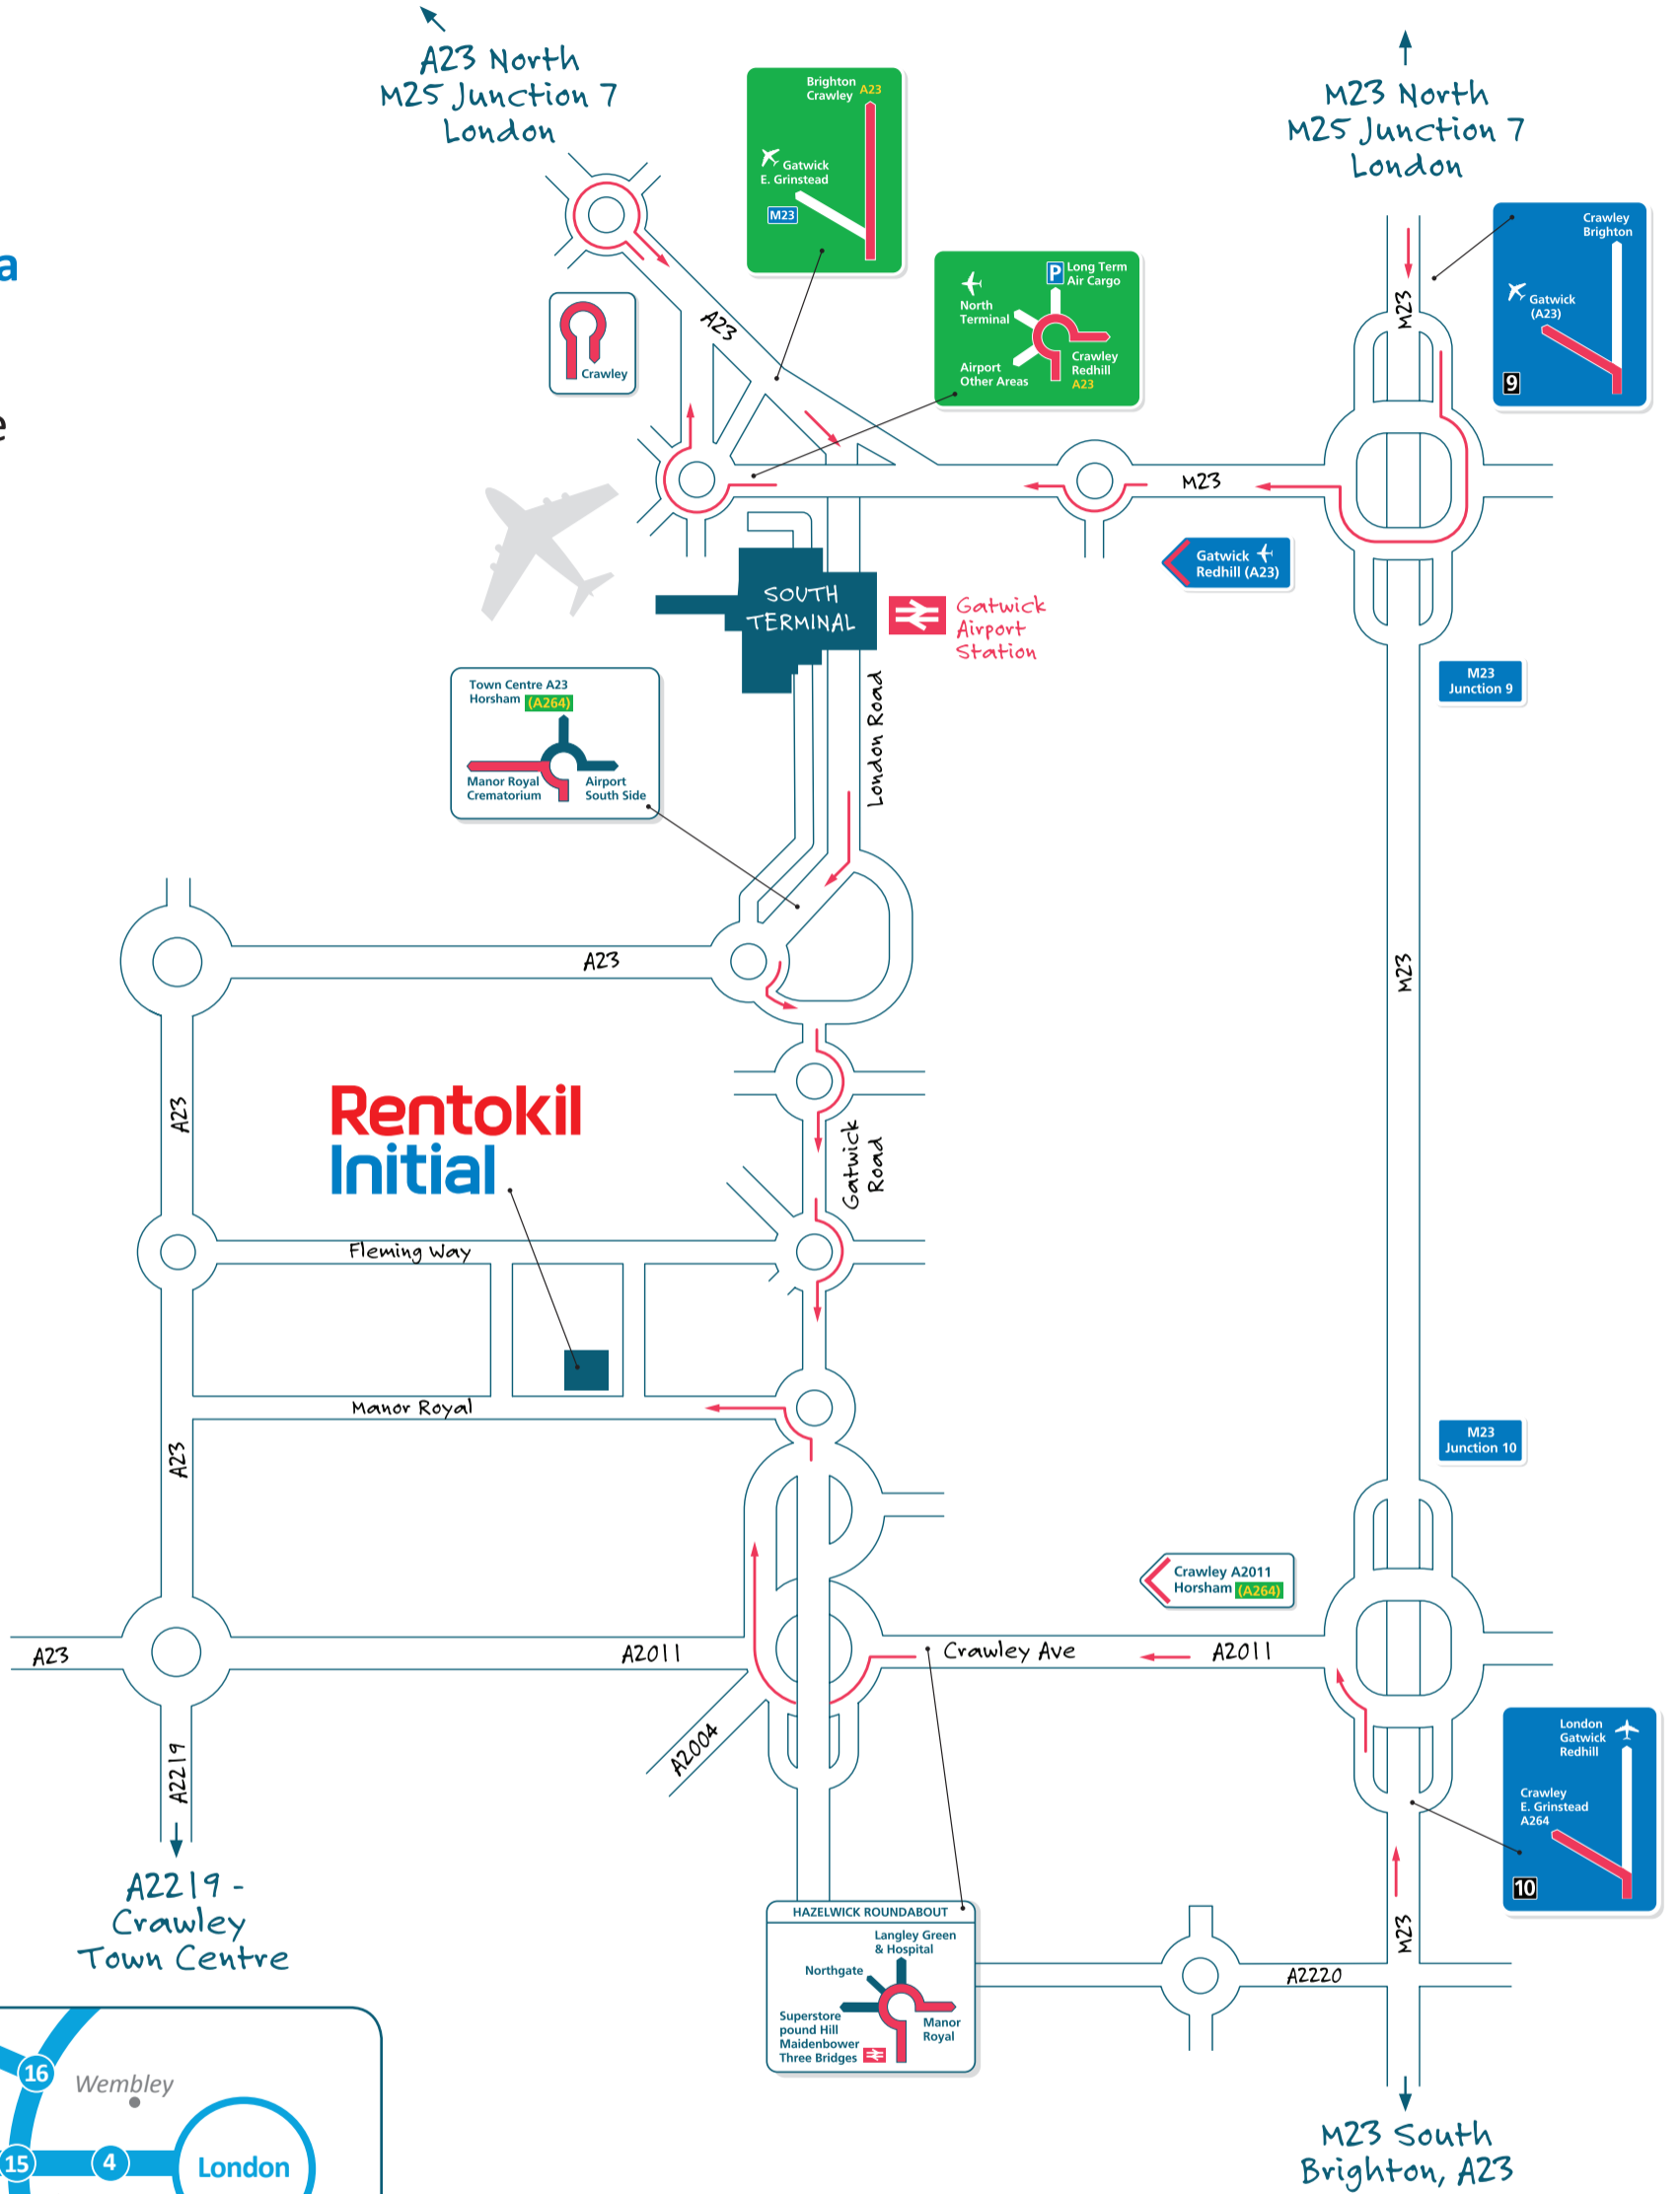 A23 North
M25 Junction 7
London
M23 North
M25 Junction 7
London
Brighton
Crawley A23
Gatwick
E. Grinstead
M23
Crawley
Brighton
Gatwick
(A23)
9
a
P Long Term
Air Cargo
North
Terminal
Airport
Other Areas
Crawley
Redhill
A23
A23
M23
Crawley
e
M23
Gatwick
Redhill (A23)
SOUTH
TERMINAL
Gatwick
Airport
Station
M23
Junction 9
Town Centre A23
Horsham (A264)
Manor Royal
Crematorium
Airport
South Side
London Road
A23
M23
A23
Rentokil
Initial
Gatwick
Road
Fleming Way
Manor Royal
A23
M23
Junction 10
Crawley A2011
Horsham (A264)
A23
A2011
Crawley Ave
A2011
A2004
A2219
London
Gatwick
Redhill
Crawley
E. Grinstead
A264
10
A2219 -
Crawley
Town Centre
HAZELWICK ROUNDABOUT
Langley Green
& Hospital
Northgate
Superstore
pound Hill
Maidenbower
Three Bridges
Manor
Royal
M23
A2220
16
Wembley
15
4
London
M23 South
Brighton, A23